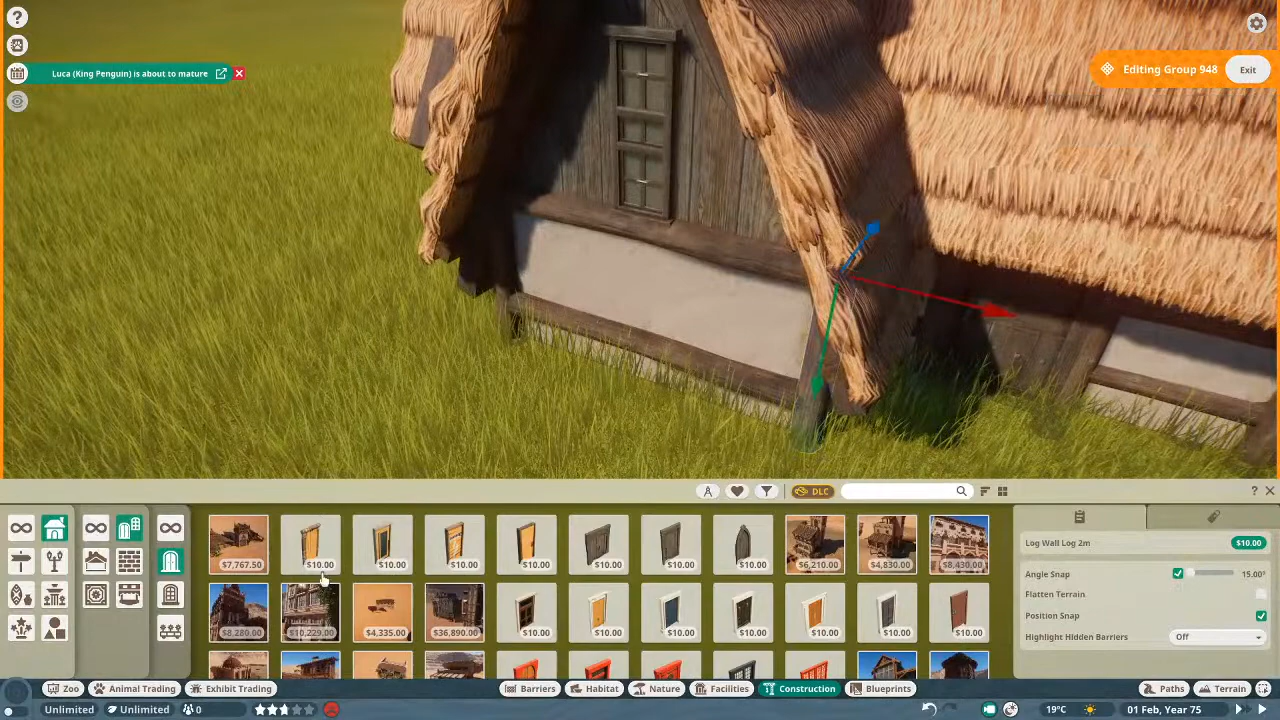 ?
Luca (King Penguin) is about to mature
Editing Group 948
Exit
DLC
?
$7,767.50
$10.00
$10.00
$10.00
$10.00
$10.00
$10.00
$10.00
$6,210.00
$4,830.00
$8,430.00
Log Wall Log 2m
$10.00
Angle Snap
15.00°
Flatten Terrain
Position Snap
Highlight Hidden Barriers
Off
$8,280.00
$10,229.00
$4,335.00
$36,890.00
$10.00
$10.00
$10.00
$10.00
$10.00
$10.00
$10.00
Zoo
Animal Trading
Exhibit Trading
Barriers
Habitat
Nature
Facilities
Construction
Blueprints
Paths
Terrain
Unlimited
Unlimited
0
19°C
01 Feb, Year 75